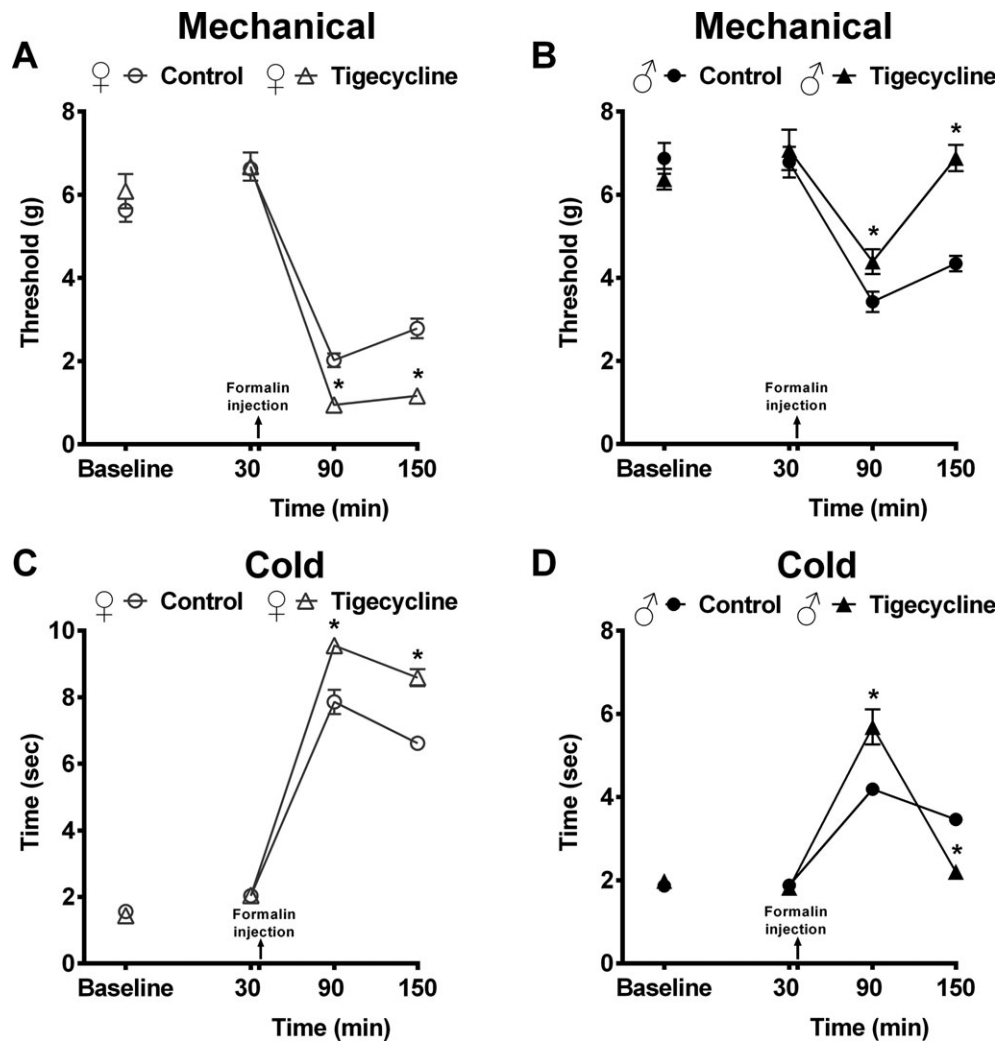 Mechanical
A
♀ Control ♀ Tigecycline
8
6
4
2
0
Threshold (g)
*
*
Formalin
injection
Baseline 30 90 150
Time (min)
Mechanical
B
♂ Control ♂ Tigecycline
8
6
4
2
0
Threshold (g)
*
*
Formalin
injection
Baseline 30 90 150
Time (min)
Cold
C
♀ Control ♀ Tigecycline
10
8
6
4
2
0
Time (sec)
*
*
Formalin
injection
Baseline 30 90 150
Time (min)
Cold
D
♂ Control ♂ Tigecycline
8
6
4
2
0
Time (sec)
*
*
Formalin
injection
Baseline 30 90 150
Time (min)